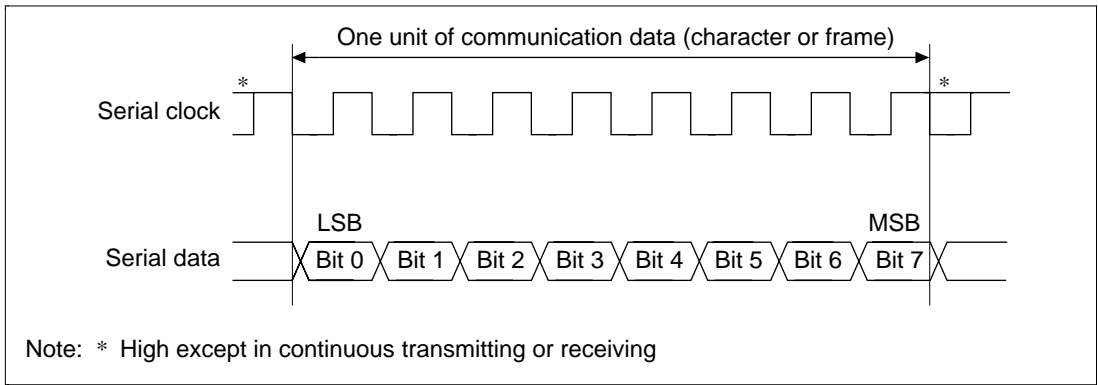 One unit of communication data (character or frame)
* *
Serial clock
LSB MSB
Serial data Bit 0 Bit 1 Bit 2 Bit 3 Bit 4 Bit 5 Bit 6 Bit 7
Note: * High except in continuous transmitting or receiving